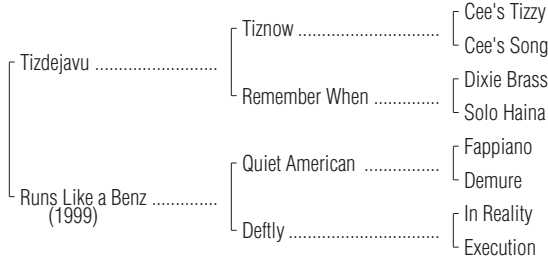 Cee's Tizzy
Tiznow ..............................
Cee's Song
Tizdejavu ..........................
Dixie Brass
Remember When ..............
Solo Haina
Fappiano
Quiet American ................
Demure
Runs Like a Benz ..............
(1999)
In Reality
Deftly ................................
Execution